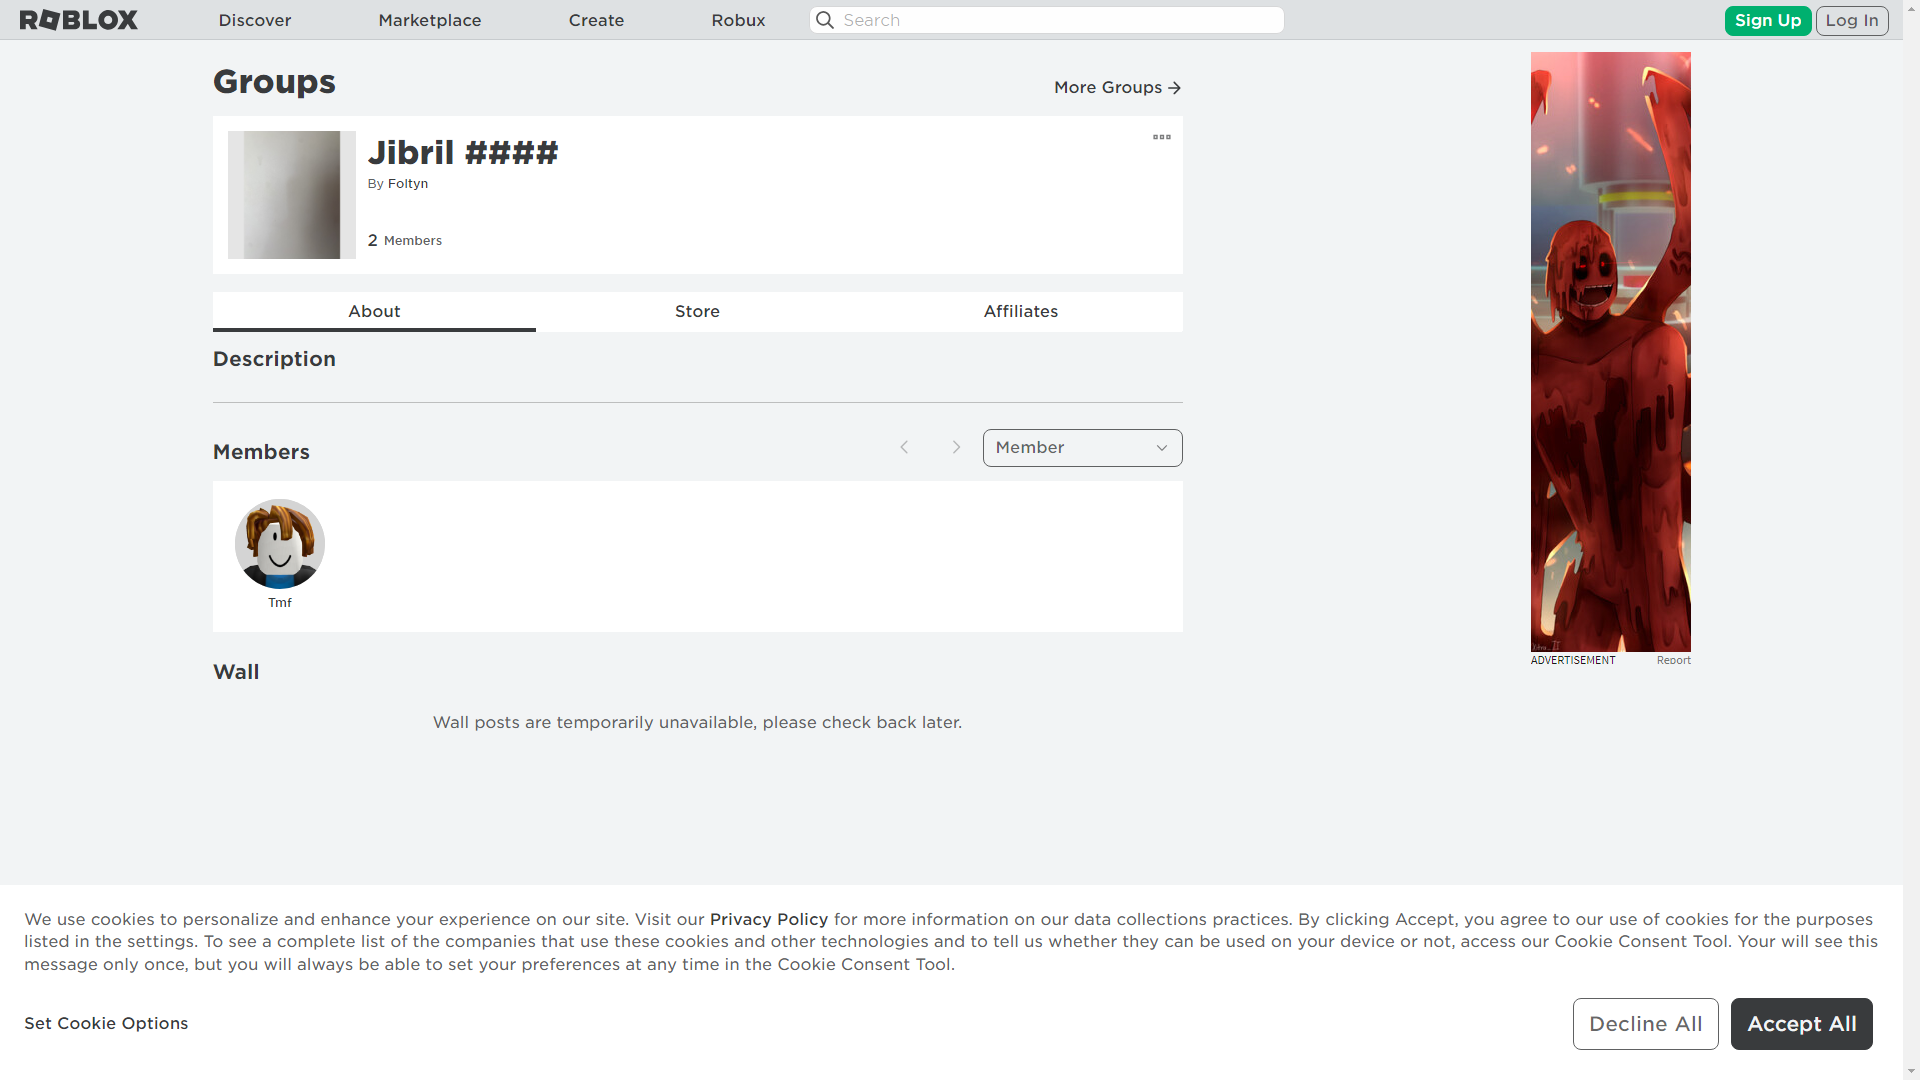 ROBLOX Discover Marketplace Create Robux Search Sign Up Log In
Groups
More Groups
Jibril ####
By Foltyn
2 Members
About Store Affiliates
Description
Members
Member
Tmf
Wall
Wall posts are temporarily unavailable, please check back later.
ADVERTISEMENT Report
We use cookies to personalize and enhance your experience on our site. Visit our Privacy Policy for more information on our data collections practices. By clicking Accept, you agree to our use of cookies for the purposes
listed in the settings. To see a complete list of the companies that use these cookies and other technologies and to tell us whether they can be used on your device or not, access our Cookie Consent Tool. Your will see this
message only once, but you will always be able to set your preferences at any time in the Cookie Consent Tool.
Set Cookie Options
Decline All
Accept All